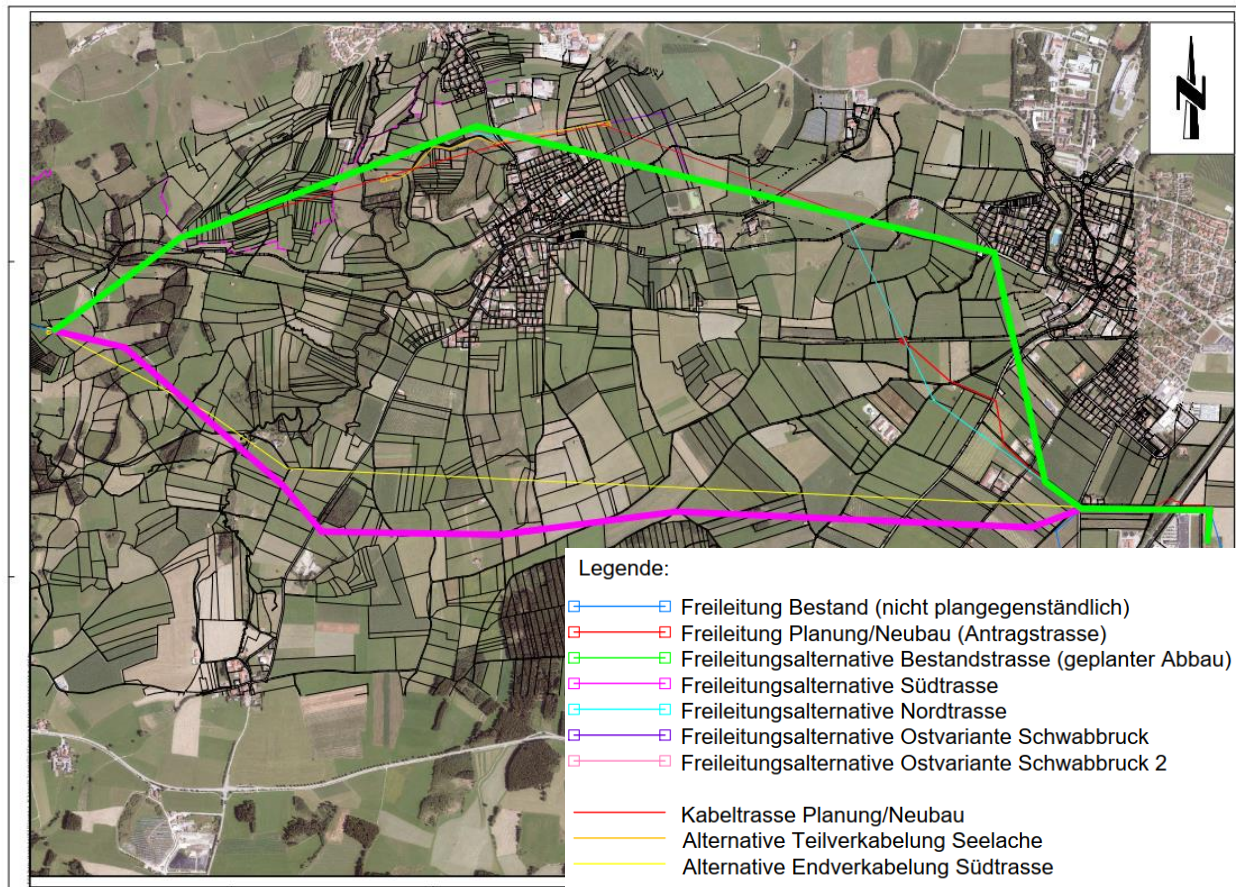 N
Legende:
Freileitung Bestand (nicht plangegenständlich)
Freileitung Planung/Neubau (Antragstrasse)
Freileitungsalternative Bestandstrasse (geplanter Abbau)
Freileitungsalternative Südtrasse
Freileitungsalternative Nordtrasse
Freileitungsalternative Ostvariante Schwabbruck
Freileitungsalternative Ostvariante Schwabbruck 2
Kabeltrasse Planung/Neubau
Alternative Teilverkabelung Seelache
Alternative Endverkabelung Südtrasse